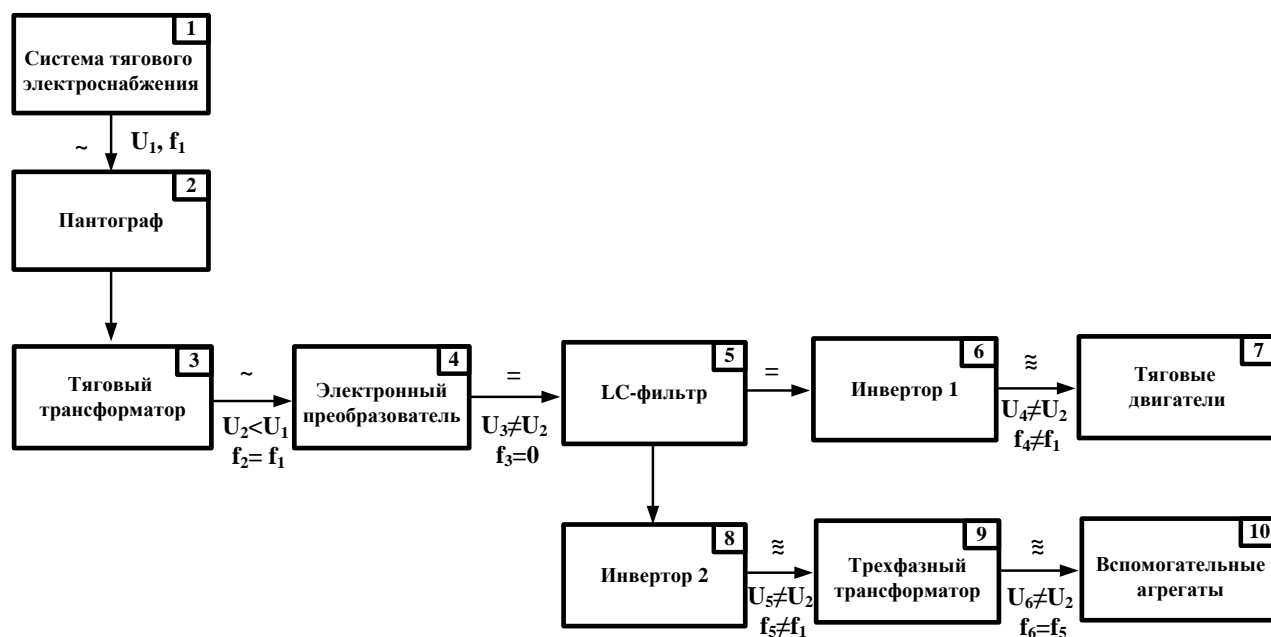 1
Система тягового
электроснабжения
~
U₁, f₁
2
Пантограф
3
Тяговый
трансформатор
~
U₂<U₁
f₂= f₁
4
Электронный
преобразователь
=
U₃≠U₂
f₃=0
5
LC-фильтр
=
6
Инвертор 1
≋
U₄≠U₂
f₄≠f₁
7
Тяговые
двигатели
8
Инвертор 2
≋
U₅≠U₂
f₅≠f₁
9
Трехфазный
трансформатор
≋
U₆≠U₂
f₆=f₅
10
Вспомогательные
агрегаты